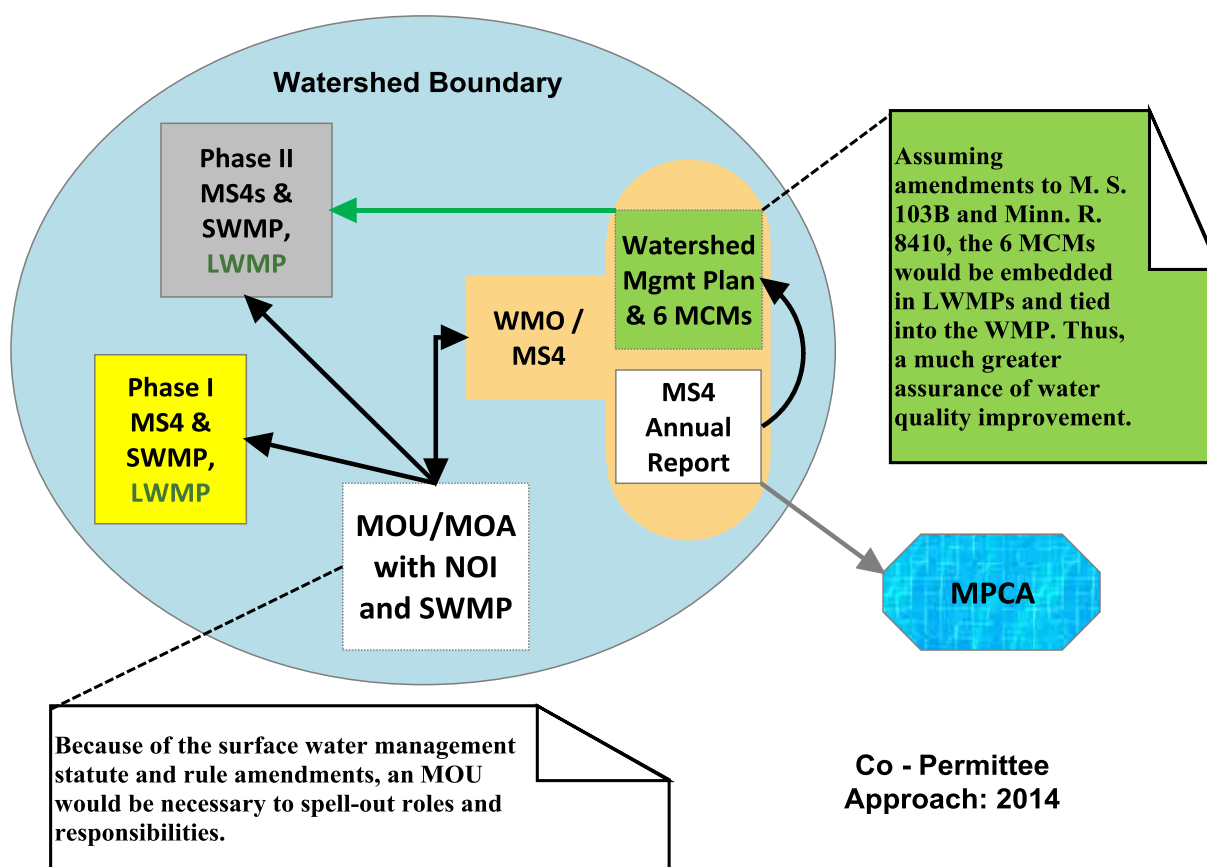 Watershed Boundary
Phase II
MS4s &
SWMP,
LWMP
Phase I
MS4 &
SWMP,
LWMP
WMO /
MS4
Watershed
Mgmt Plan
& 6 MCMs
MS4
Annual
Report
MOU/MOA
with NOI
and SWMP
Assuming
amendments to M. S.
103B and Minn. R.
8410, the 6 MCMs
would be embedded
in LWMPs and tied
into the WMP. Thus,
a much greater
assurance of water
quality improvement.
MPCA
Because of the surface water management
statute and rule amendments, an MOU
would be necessary to spell-out roles and
responsibilities.
Co - Permittee
Approach: 2014